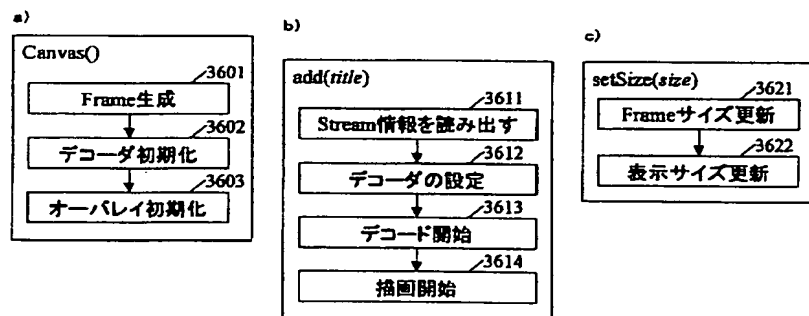 a)
Canvas()
3601
Frame生成
3602
デコーダ初期化
3603
オーバレイ初期化
b)
add(title)
3611
Stream情報を読み出す
3612
デコーダの設定
3613
デコード開始
3614
描画開始
c)
setSize(size)
3621
Frameサイズ更新
3622
表示サイズ更新